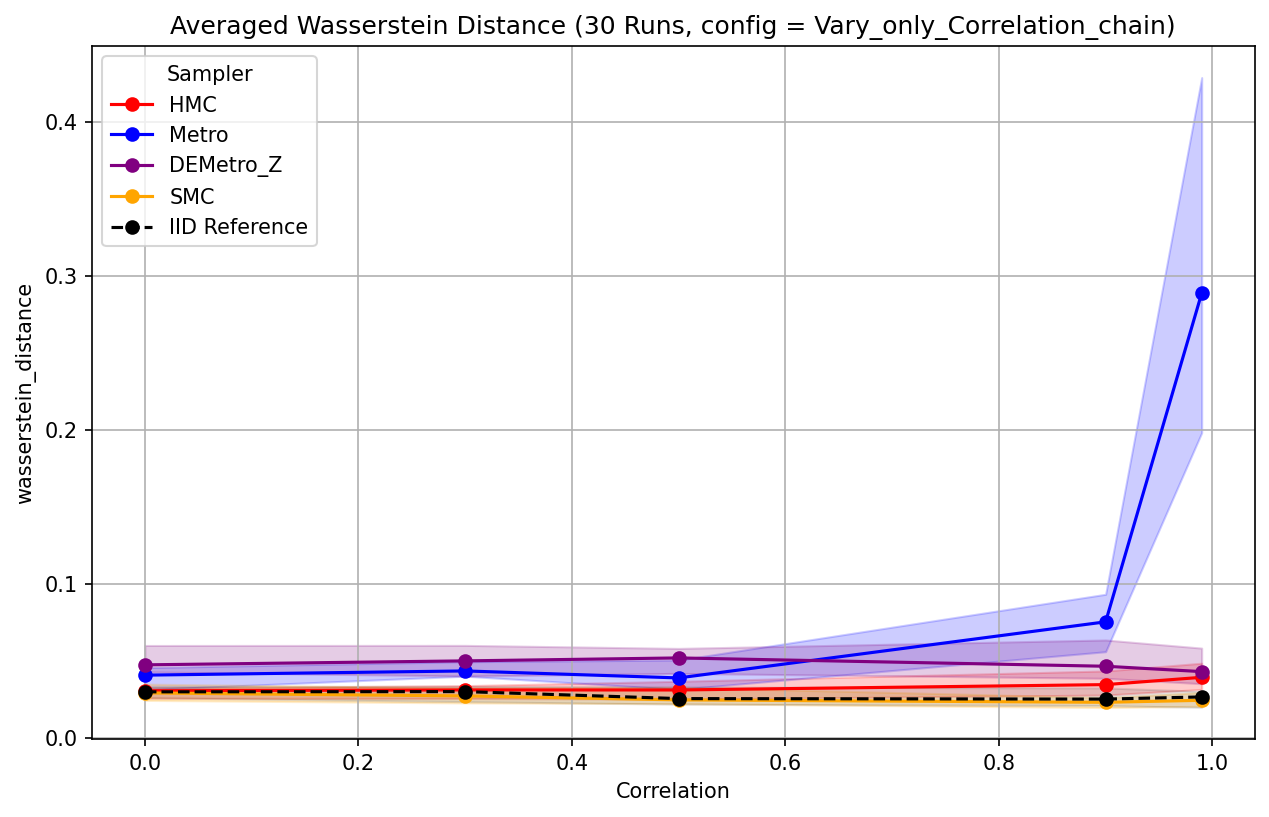 Averaged Wasserstein Distance (30 Runs, config = Vary_only_Correlation_chain)
Sampler
HMC
Metro
DEMetro_Z
SMC
IID Reference
wasserstein_distance
0.4
0.3
0.2
0.1
0.0
0.0 0.2 0.4 0.6 0.8 1.0
Correlation